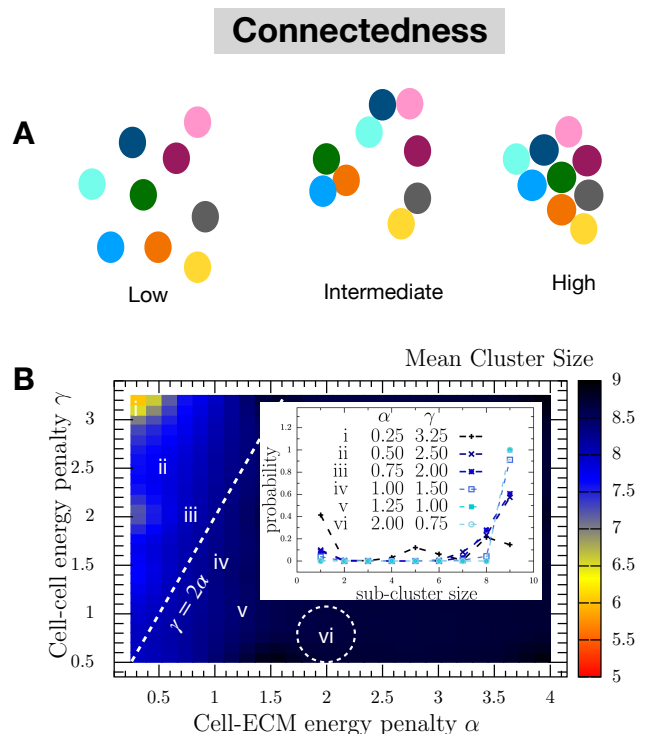 Connectedness
A
Low
Intermediate
High
B
Mean Cluster Size
Cell-cell energy penalty γ
3
2.5
2
1.5
1
0.5
i
ii
iii
iv
v
vi
γ = 2α
probability
1.2
1
0.8
0.6
0.4
0.2
0
α γ
i 0.25 3.25
ii 0.50 2.50
iii 0.75 2.00
iv 1.00 1.50
v 1.25 1.00
vi 2.00 0.75
0 2 4 6 8 10
sub-cluster size
9
8.5
8
7.5
7
6.5
6
5.5
5
0.5 1 1.5 2 2.5 3 3.5 4
Cell-ECM energy penalty α